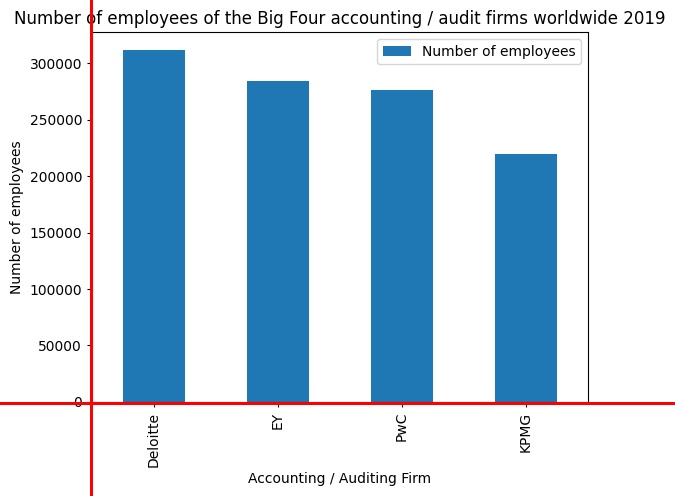 Number of employees of the Big Four accounting / audit firms worldwide 2019
Number of employees
300000
250000
200000
150000
100000
50000
0
Number of employees
Deloitte
EY
PwC
KPMG
Accounting / Auditing Firm